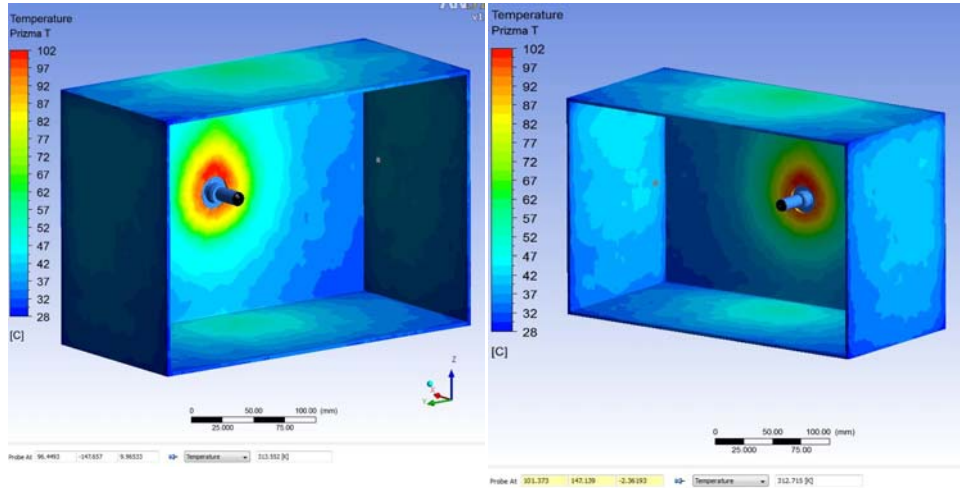 Temperature
Prizma T
102
97
92
87
82
77
72
67
62
57
52
47
42
37
32
28
[C]
Z
X
Y
0 50.00 100.00 (mm)
25.000 75.00
Probe At 96.4493 -147.657 9.96533 Temperature 313.552 [K]
Temperature
Prizma T
102
97
92
87
82
77
72
67
62
57
52
47
42
37
32
28
[C]
0 50.00 100.00 (mm)
25.000 75.00
Probe At 101.373 147.139 -2.36193 Temperature 312.715 [K]